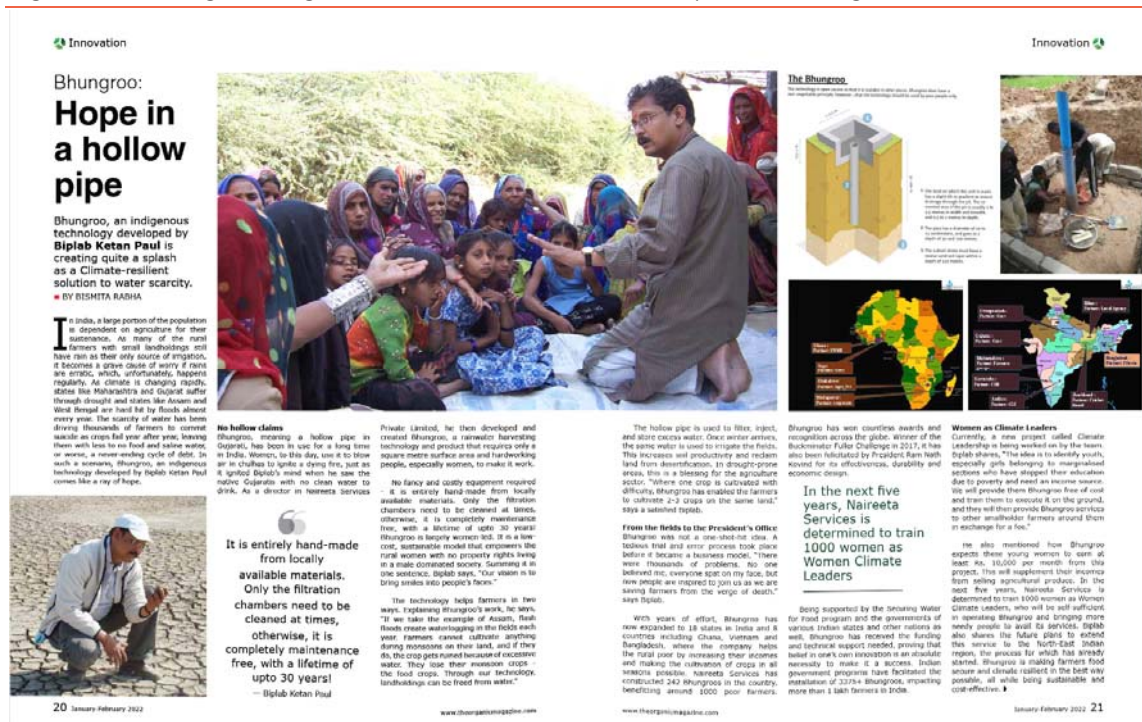 Innovation
Innovation
Bhungroo:
Hope in
a hollow
pipe
Bhungroo, an indigenous
technology developed by
Biplab Ketan Paul is
creating quite a splash
as a Climate-resilient
solution to water scarcity.
BY BISMITA RABHA
In India, a large portion of the population
is dependent on agriculture for their
sustenance. As many of the rural
farmers with small landholdings still
have rain as their only source of irrigation,
it becomes a grave cause of worry if rains
are erratic, which, unfortunately, happens
regularly. As climate is changing rapidly,
states like Maharashtra and Gujarat suffer
through drought and states like Assam and
West Bengal are hard hit by floods almost
every year. The scarcity of water has been
driving thousands of farmers to commit
suicide as crops fail year after year, leaving
them with less to no food and saline water,
or worse, a never-ending cycle of debt. In
such a scenario, Bhungroo, an indigenous
technology developed by Biplab Ketan Paul
comes like a ray of hope.
No hollow claims
Bhungroo, meaning a hollow pipe in
Gujarati, has been in use for a long time
in India. Women, to this day, use it to blow
air in chulhas to ignite a dying fire, just as
it ignited Biplab's mind when he saw the
native Gujaratis with no clean water to
drink. As a director in Naireeta Services
It is entirely hand-made
from locally
available materials.
Only the filtration
chambers need to be
cleaned at times,
otherwise, it is
completely maintenance
free, with a lifetime of
upto 30 years!
— Biplab Ketan Paul
Private Limited, he then developed and
created Bhungroo, a rainwater harvesting
technology and product that requires only a
square metre surface area and hardworking
people, especially women, to make it work.
No fancy and costly equipment required
- it is entirely hand-made from locally
available materials. Only the filtration
chambers need to be cleaned at times,
otherwise, it is completely maintenance
free, with a lifetime of upto 30 years!
Bhungroo is largely women-led. It is a low-
cost, sustainable model that empowers the
rural women with no property rights living
in a male dominated society. Summing it in
one sentence, Biplab says, "Our vision is to
bring smiles into people's faces."
The technology helps farmers in two
ways. Explaining Bhungroo's work, he says,
"If we take the example of Assam, flash
floods create waterlogging in the fields each
year. Farmers cannot cultivate anything
during monsoons on their land, and if they
do, the crop gets ruined because of excessive
water. They lose their monsoon crops -
the food crops. Through our technology,
landholdings can be freed from water."
20 January-February 2022
www.theorganicmagazine.com
The Bhungroo
The hollow pipe is used to filter, inject,
and store excess water. Once winter arrives,
the same water is used to irrigate the fields.
This increases soil productivity and reclaim
land from desertification. In drought-prone
areas, this is a blessing for the agriculture
sector. "Where one crop is cultivated with
difficulty, Bhungroo has enabled the farmers
to cultivate 2-3 crops on the same land,"
says a satisfied Biplab.
From the fields to the President's Office
Bhungroo was not a one-shot-hit idea. A
tedious trial and error process took place
before it became a business model. "There
were thousands of problems. No one
believed me, everyone spat on my face, but
now people are inspired to join us as we are
saving farmers from the verge of death."
says Biplab.
With years of effort, Bhungroo has
now expanded to 18 states in India and 8
countries including Ghana, Vietnam and
Bangladesh, where the company helps
the rural poor by increasing their incomes
and making the cultivation of crops in all
seasons possible. Naireeta Services has
constructed 242 Bhungroos in the country,
benefitting around 1000 poor farmers.
Bhungroo has won countless awards and
recognition across the globe. Winner of the
Buckminster Fuller Challenge in 2017, it has
also been felicitated by President Ram Nath
Kovind for its effectiveness, durability and
economic design.
In the next five
years, Naireeta
Services is
determined to train
1000 women as
Women Climate
Leaders
Being supported by the Securing Water
for Food program and the governments of
various Indian states and other nations as
well, Bhungroo has received the funding
and technical support needed, proving that
belief in one's own innovation is an absolute
necessity to make it a success. Indian
government programs have facilitated the
installation of 3375+ Bhungroos, impacting
more than 1 lakh farmers in India.
Women as Climate Leaders
Currently, a new project called Climate
Leadership is being worked on by the team.
Biplab shares, "The idea is to identify youth,
especially girls belonging to marginalised
sections who have stopped their education
due to poverty and need an income source.
We will provide them Bhungroo free of cost
and train them to execute it on the ground,
and they will then provide Bhungroo services
to other smallholder farmers around them
in exchange for a fee."
He also mentioned how Bhungroo
expects these young women to earn at
least Rs. 10,000 per month from this
project. This will supplement their incomes
from selling agricultural produce. In the
next five years, Naireeta Services is
determined to train 1000 women as Women
Climate Leaders, who will be self sufficient
in operating Bhungroo and bringing more
needy people to avail its services. Biplab
also shares the future plans to extend
this service to the North-East Indian
region, the process for which has already
started. Bhungroo is making farmers food
secure and climate resilient in the best way
possible, all while being sustainable and
cost-effective.
www.theorganicmagazine.com
January-February 2022 21